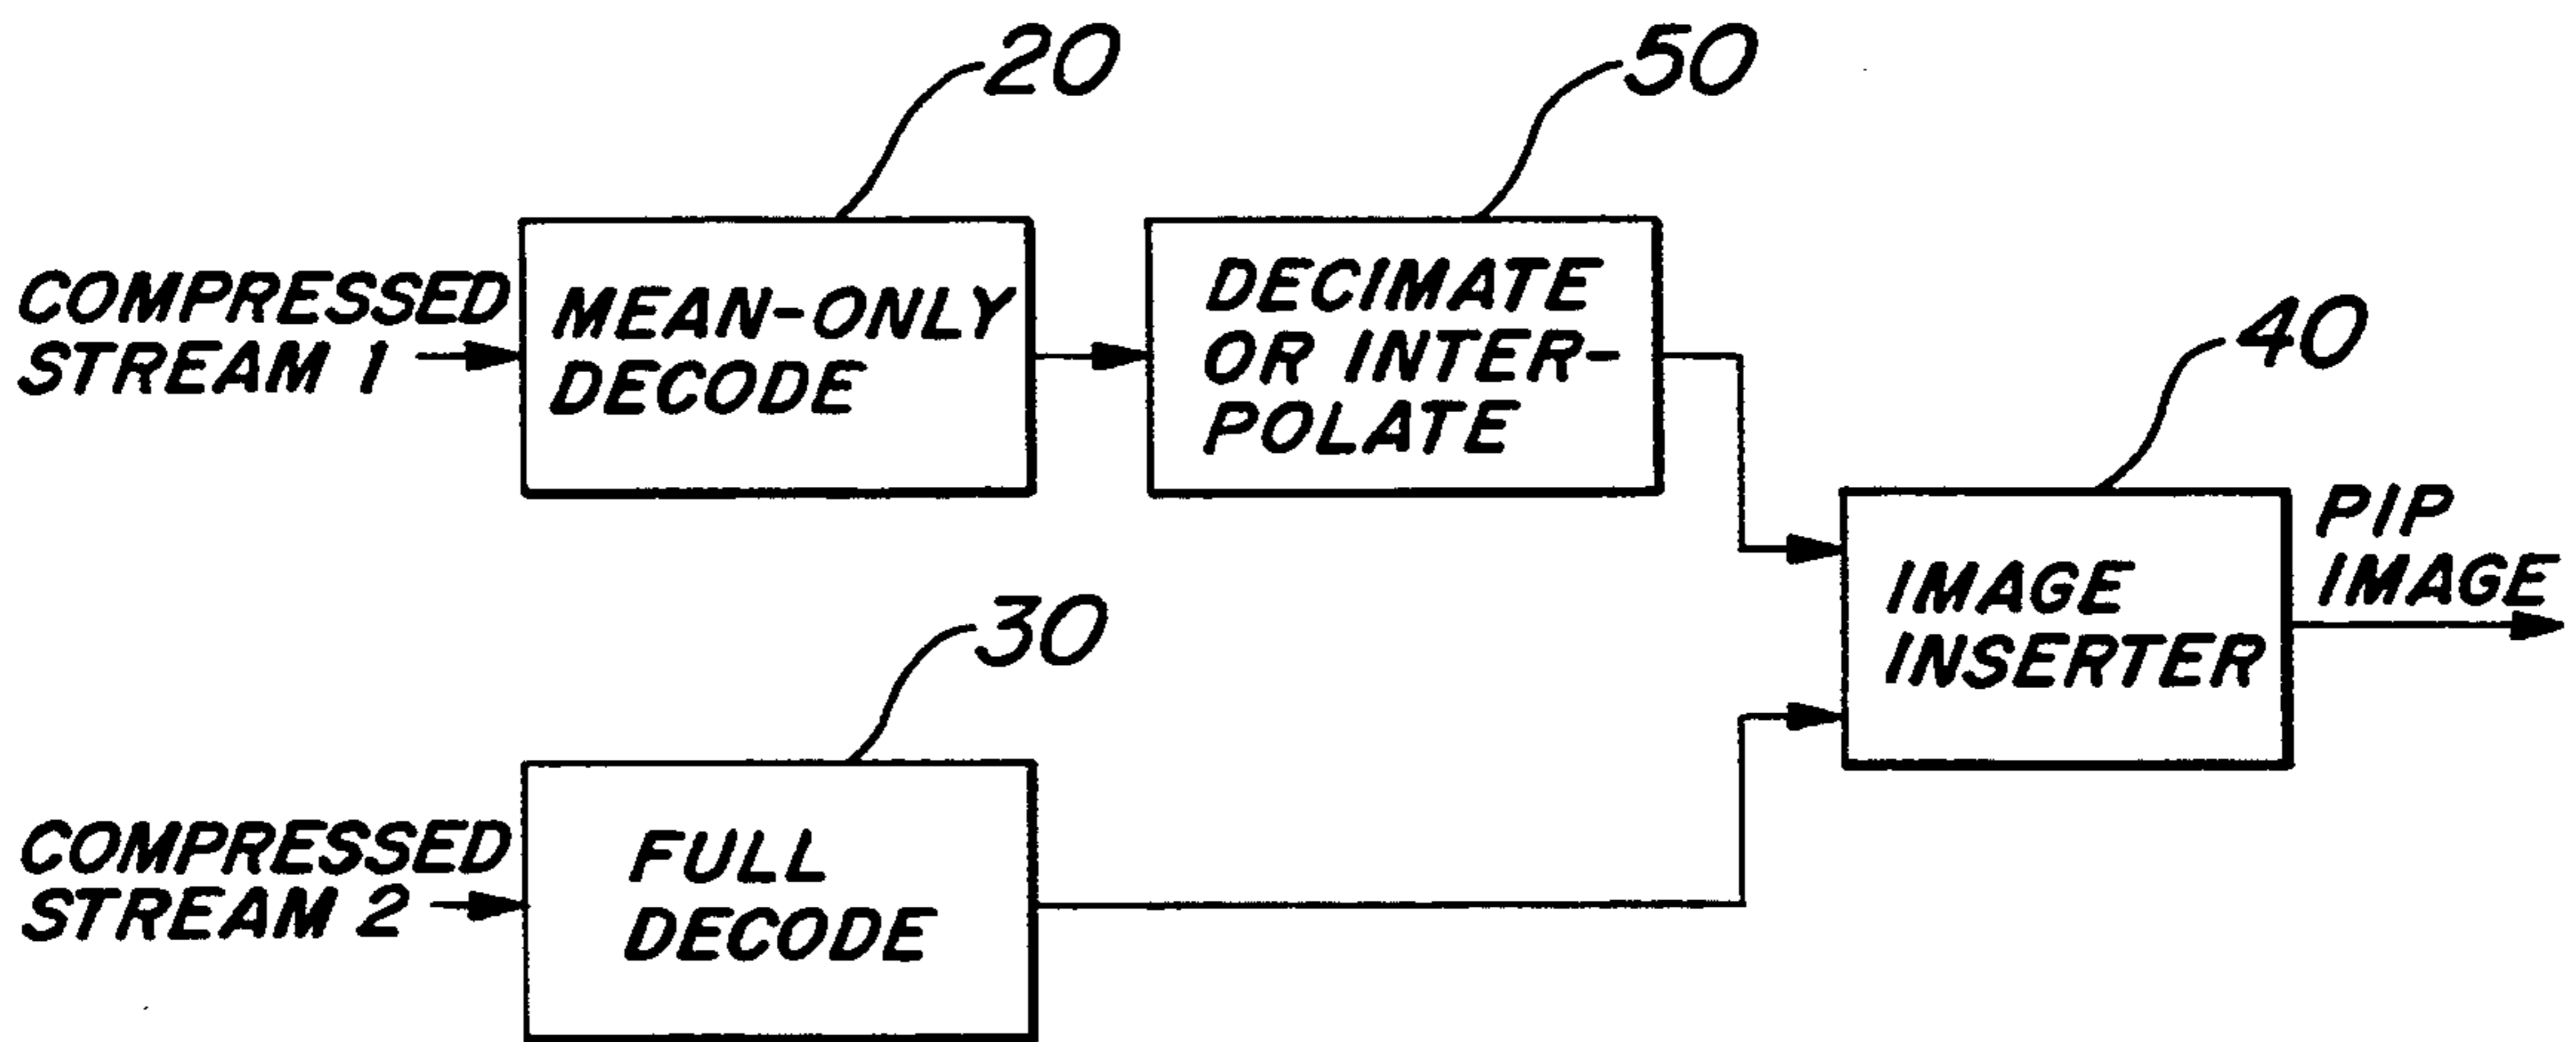 20
50
COMPRESSED
STREAM 1
MEAN-ONLY
DECODE
DECIMATE
OR INTER-
POLATE
40
PIP
IMAGE
IMAGE
INSERTER
30
COMPRESSED
STREAM 2
FULL
DECODE